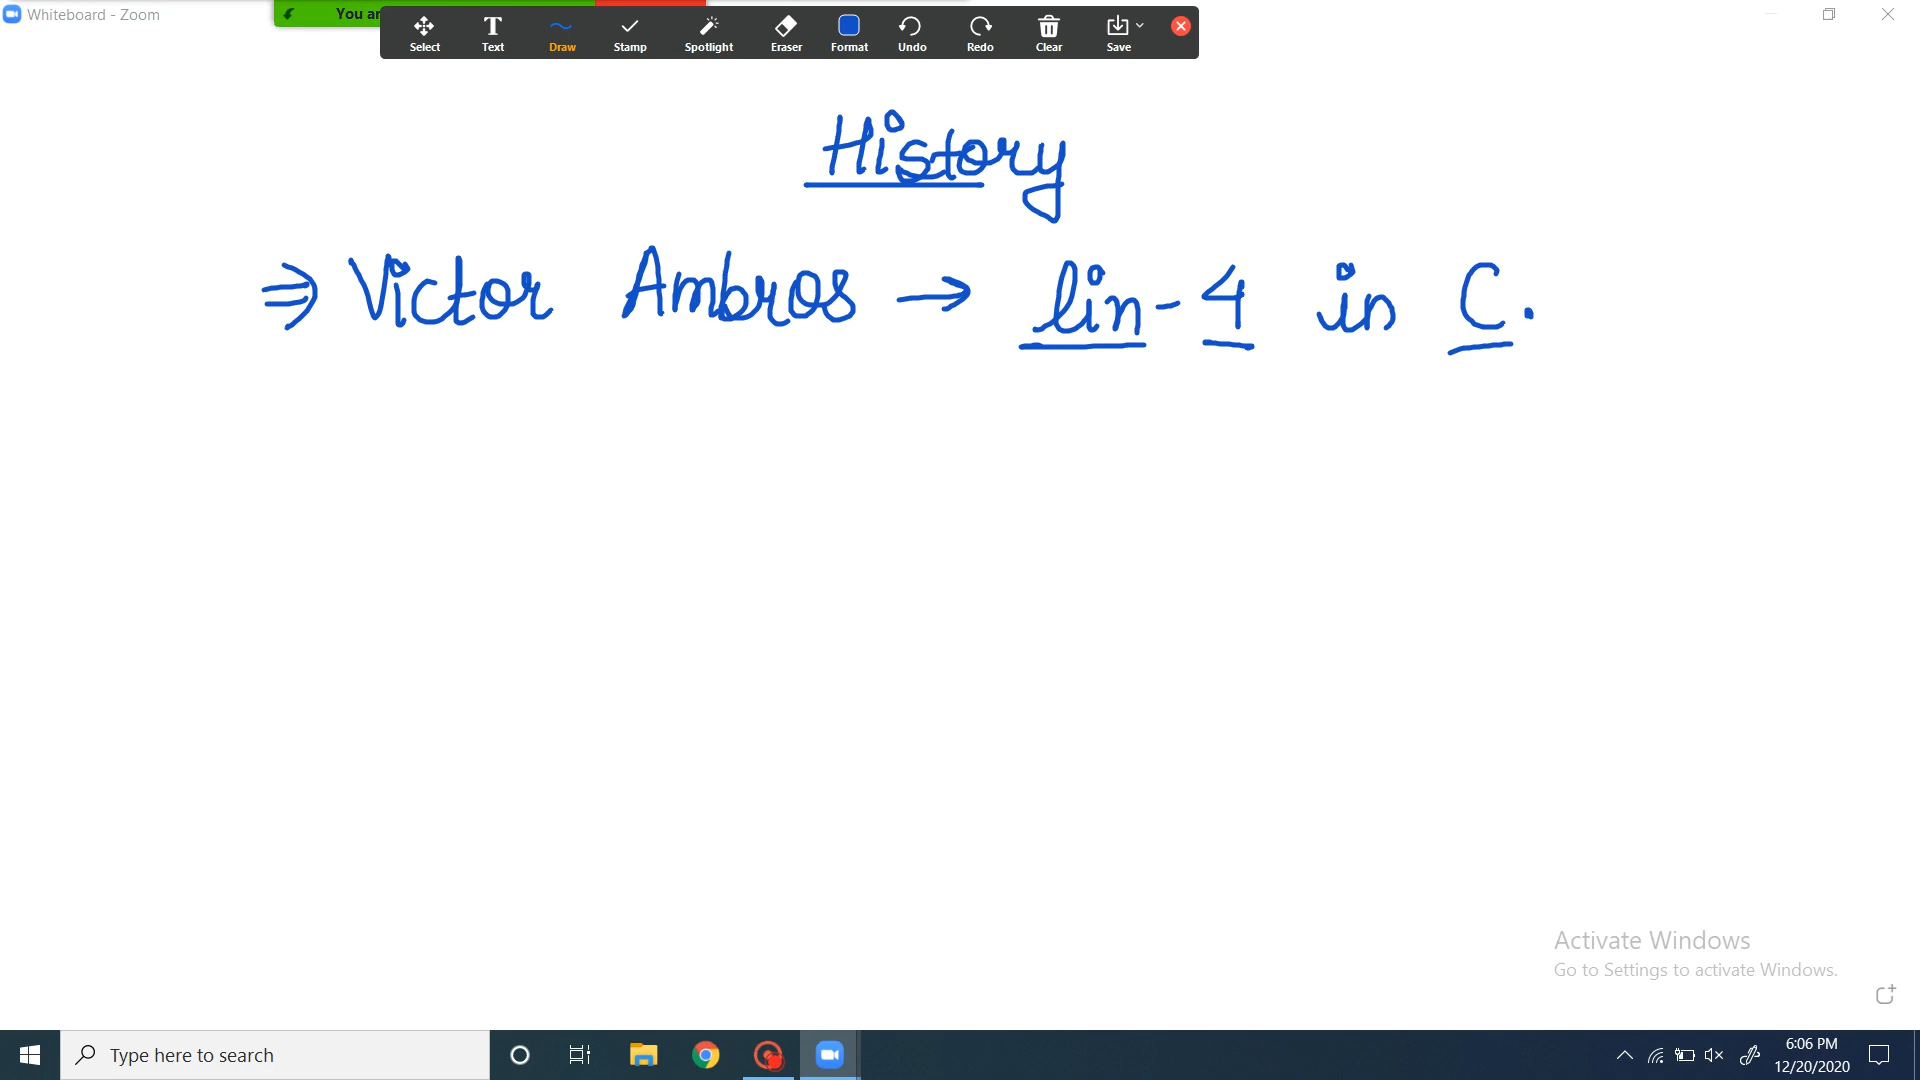 Whiteboard - Zoom
You ar
Select Text Draw Stamp Spotlight Eraser Format Undo Redo Clear Save
History
⇒ Victor Ambros → lin-4 in C.
Activate Windows
Go to Settings to activate Windows.
Type here to search
6:06 PM
12/20/2020